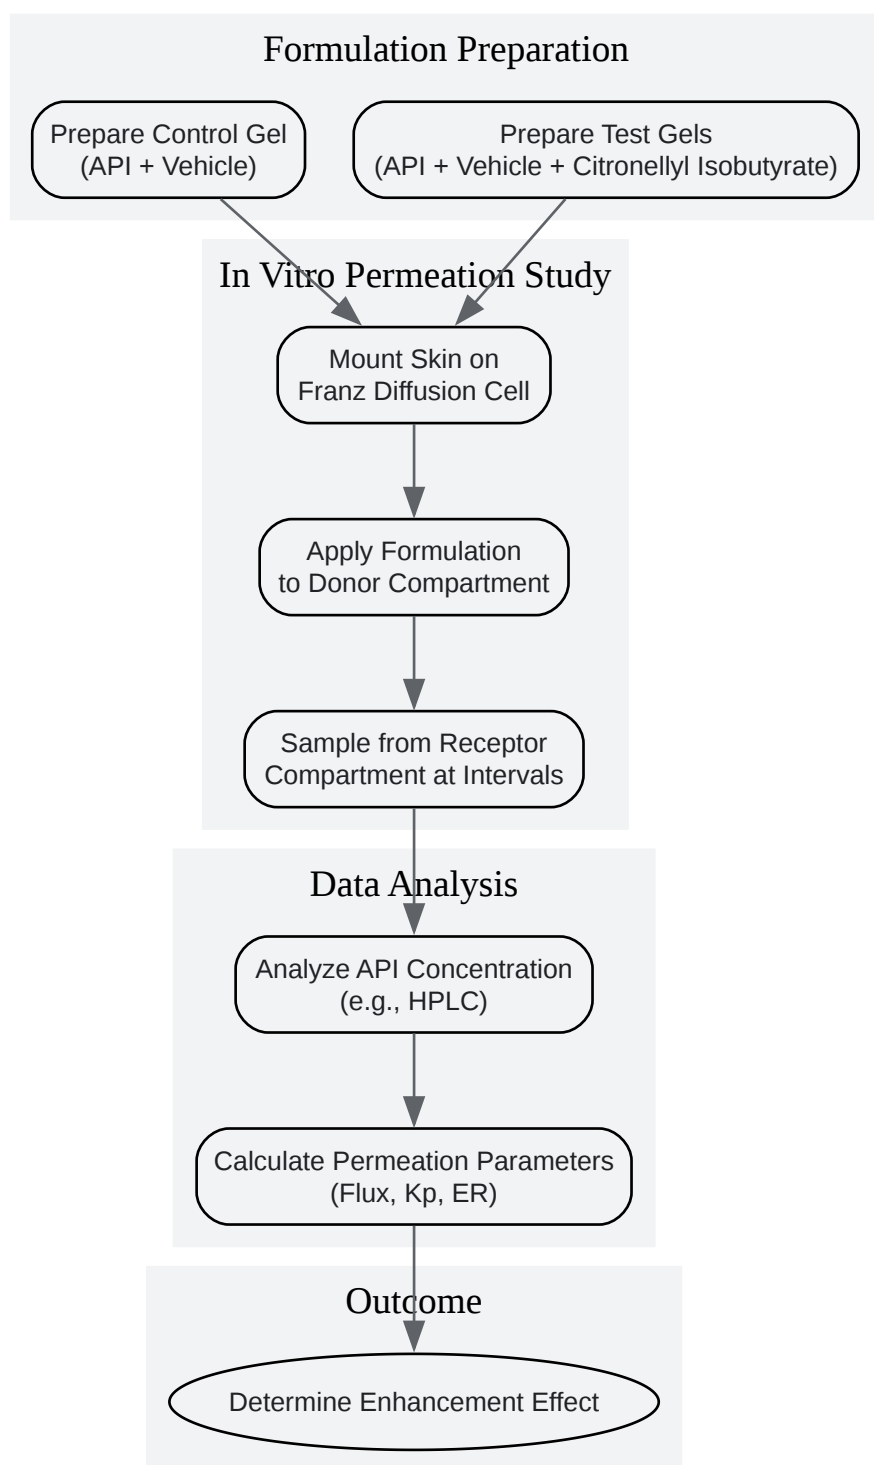 Formulation Preparation
Prepare Control Gel
(API + Vehicle)
Prepare Test Gels
(API + Vehicle + Citronellyl Isobutyrate)
In Vitro Permeation Study
Mount Skin on
Franz Diffusion Cell
Apply Formulation
to Donor Compartment
Sample from Receptor
Compartment at Intervals
Data Analysis
Analyze API Concentration
(e.g., HPLC)
Calculate Permeation Parameters
(Flux, Kp, ER)
Outcome
Determine Enhancement Effect